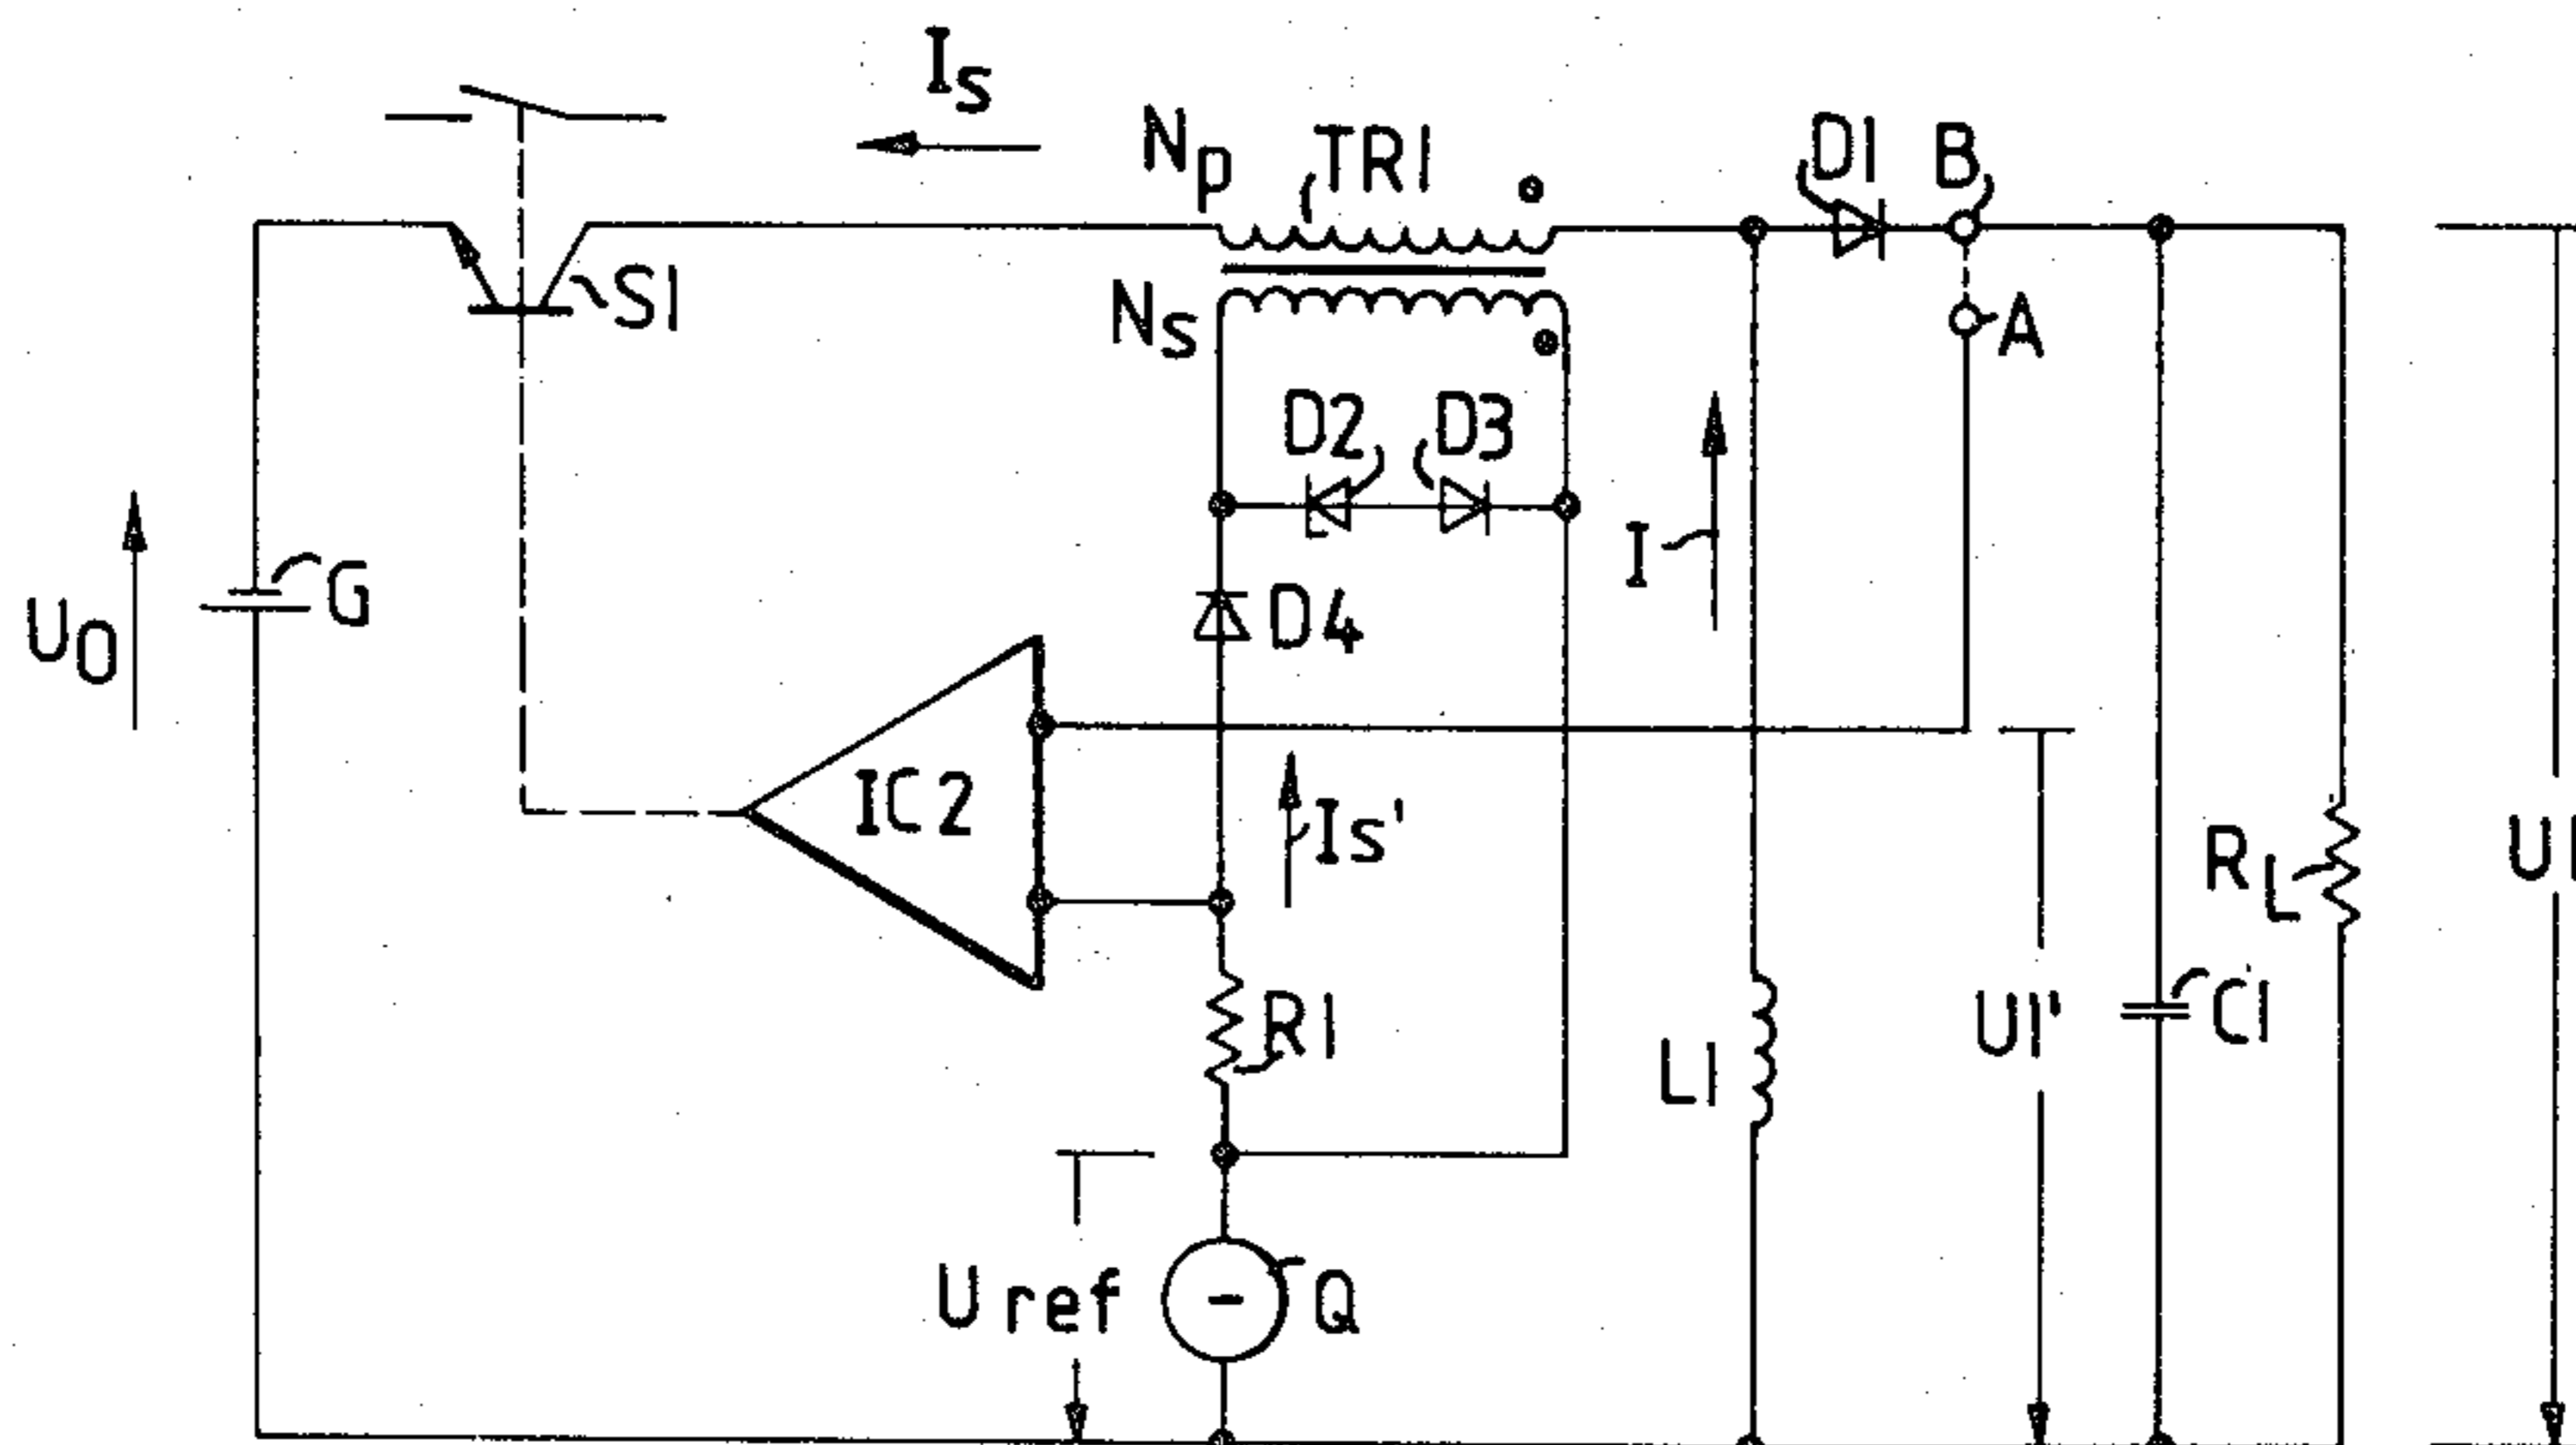 Is
Np
TR1
D1
B
S1
Ns
A
D2
D3
I
U0
G
D4
IC2
Is'
RL
U1
R1
L1
U1'
C1
Uref
Q